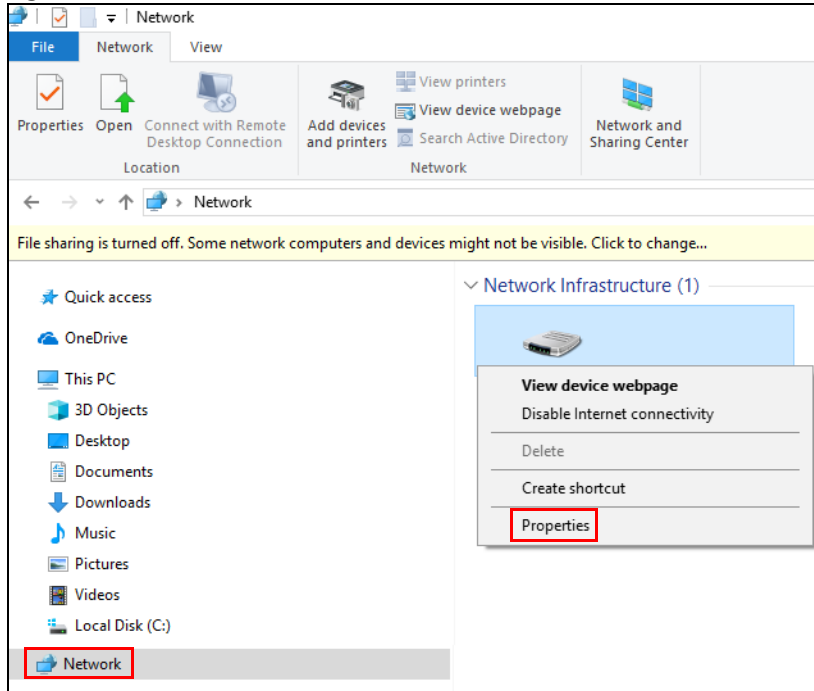 Network
File Network View
Properties Open Connect with Remote Desktop Connection
Add devices and printers
View printers
View device webpage
Search Active Directory
Network and Sharing Center
Location Network
Network
File sharing is turned off. Some network computers and devices might not be visible. Click to change...
Quick access
OneDrive
This PC
3D Objects
Desktop
Documents
Downloads
Music
Pictures
Videos
Local Disk (C:)
Network
Network Infrastructure (1)
View device webpage
Disable Internet connectivity
Delete
Create shortcut
Properties